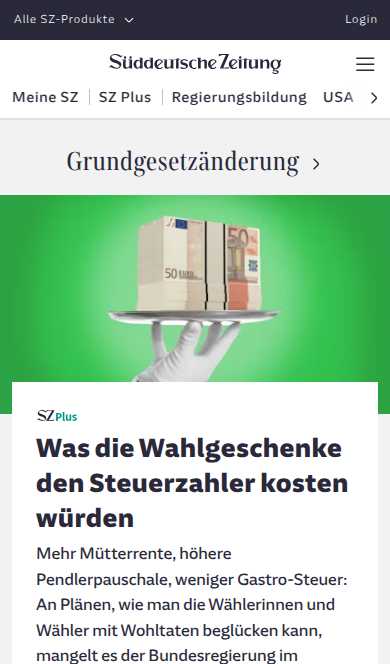 Alle SZ-Produkte
Login
Süddeutsche Zeitung
Meine SZ
SZ Plus
Regierungsbildung
USA
Grundgesetzänderung
50 EURO
50
SZ Plus
Was die Wahlgeschenke
den Steuerzahler kosten
würden
Mehr Mütterrente, höhere
Pendlerpauschale, weniger Gastro-Steuer:
An Plänen, wie man die Wählerinnen und
Wähler mit Wohltaten beglücken kann,
mangelt es der Bundesregierung im